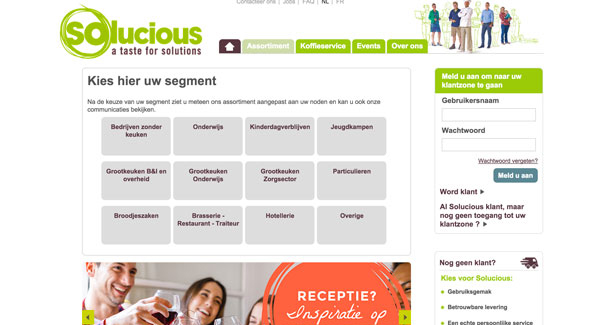 Contacteer ons | Jobs | FAQ | NL | FR
solucious
a taste for solutions
Assortiment
Koffieservice
Events
Over ons
Kies hier uw segment
Na de keuze van uw segment ziet u meteen ons assortiment aangepast aan uw noden en kan u ook onze
communicaties bekijken.
Bedrijven zonder
keuken
Onderwijs
Kinderdagverblijven
Jeugdkampen
Grootkeuken B&I en
overheid
Grootkeuken
Onderwijs
Grootkeuken
Zorgsector
Particulieren
Broodjeszaken
Brasserie -
Restaurant - Traiteur
Hotellerie
Overige
RECEPTIE?
Inspiratie op
Meld u aan om naar uw
klantzone te gaan
Gebruikersnaam
Wachtwoord
Wachtwoord vergeten?
Meld u aan
Word klant
Al Solucious klant, maar
nog geen toegang tot uw
klantzone ?
Nog geen klant?
Kies voor Solucious:
Gebruiksgemak
Betrouwbare levering
Een echte persoonlijke service